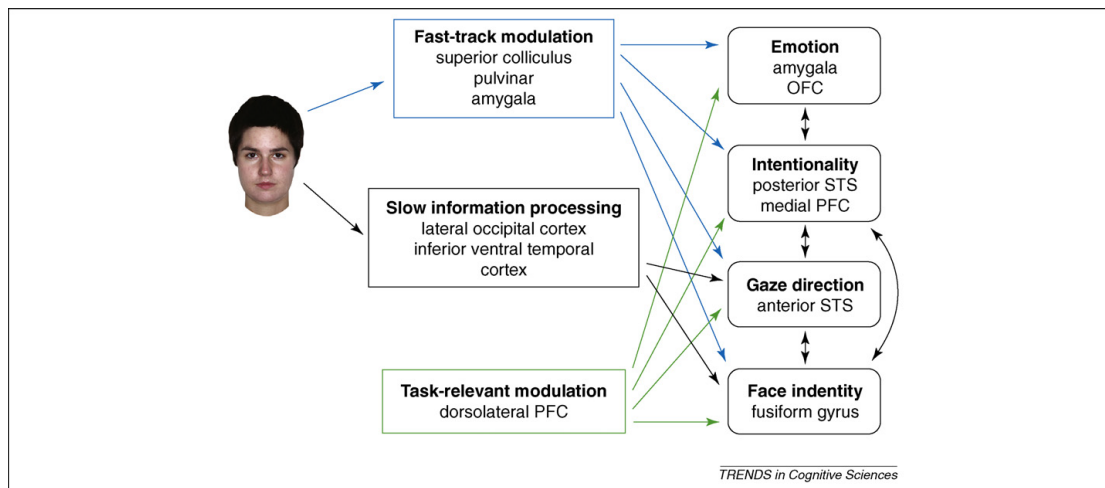 Fast-track modulation
superior colliculus
pulvinar
amygala
Slow information processing
lateral occipital cortex
inferior ventral temporal
cortex
Task-relevant modulation
dorsolateral PFC
Emotion
amygala
OFC
Intentionality
posterior STS
medial PFC
Gaze direction
anterior STS
Face indentity
fusiform gyrus
TRENDS in Cognitive Sciences